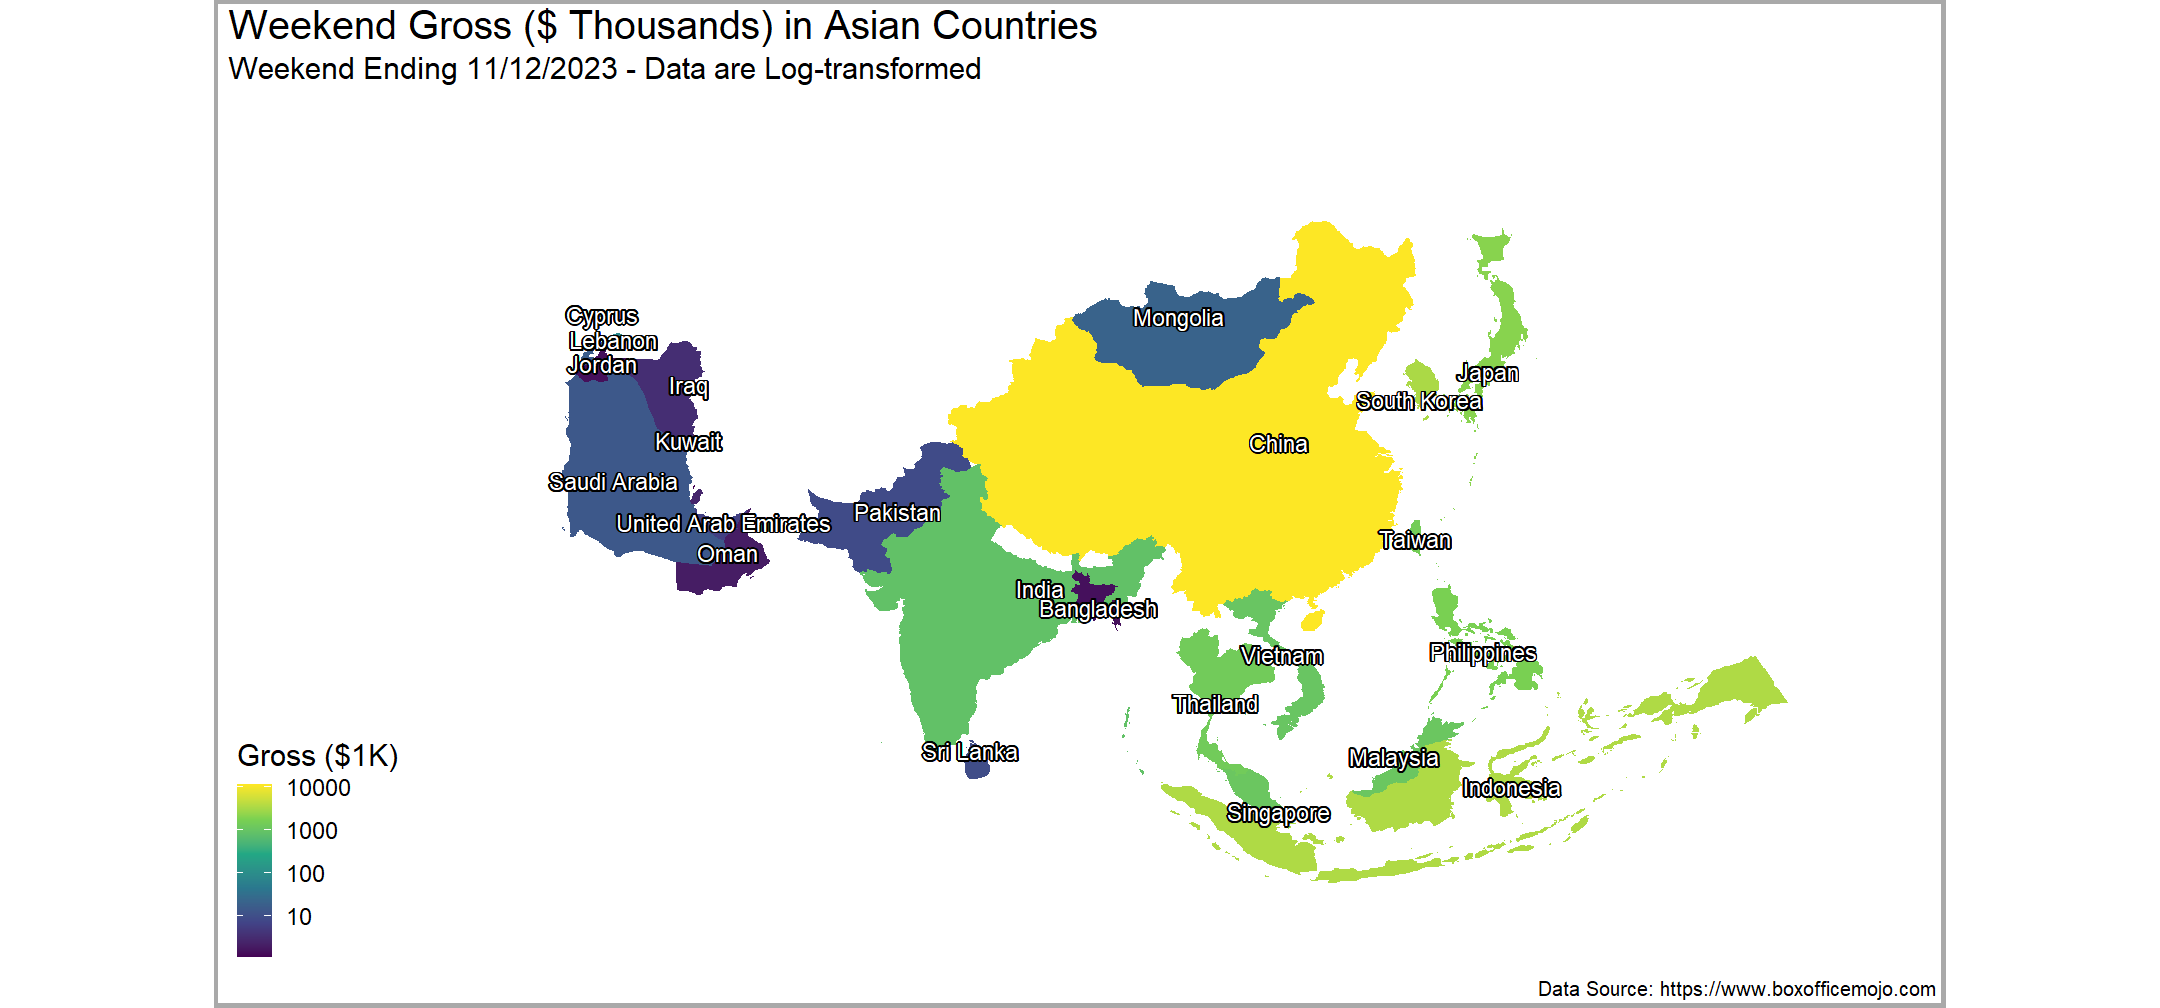 Weekend Gross ($ Thousands) in Asian Countries
Weekend Ending 11/12/2023 - Data are Log-transformed
Cyprus
Mongolia
Lebanon
Jordan
Japan
Iraq
South Korea
Kuwait
China
Saudi Arabia
Pakistan
United Arab Emirates
Taiwan
Oman
India
Bangladesh
Philippines
Vietnam
Thailand
Sri Lanka
Malaysia
Indonesia
Singapore
Gross ($1K)
10000
1000
100
10
Data Source: https://www.boxofficemojo.com